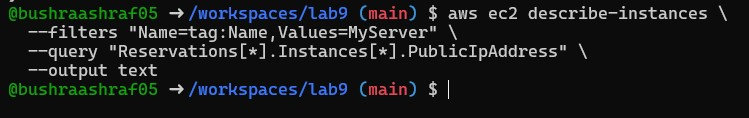 @bushraashraf05 ➜ /workspaces/lab9 (main) $ aws ec2 describe-instances \
  --filters "Name=tag:Name,Values=MyServer" \
  --query "Reservations[*].Instances[*].PublicIpAddress" \
  --output text
@bushraashraf05 ➜ /workspaces/lab9 (main) $